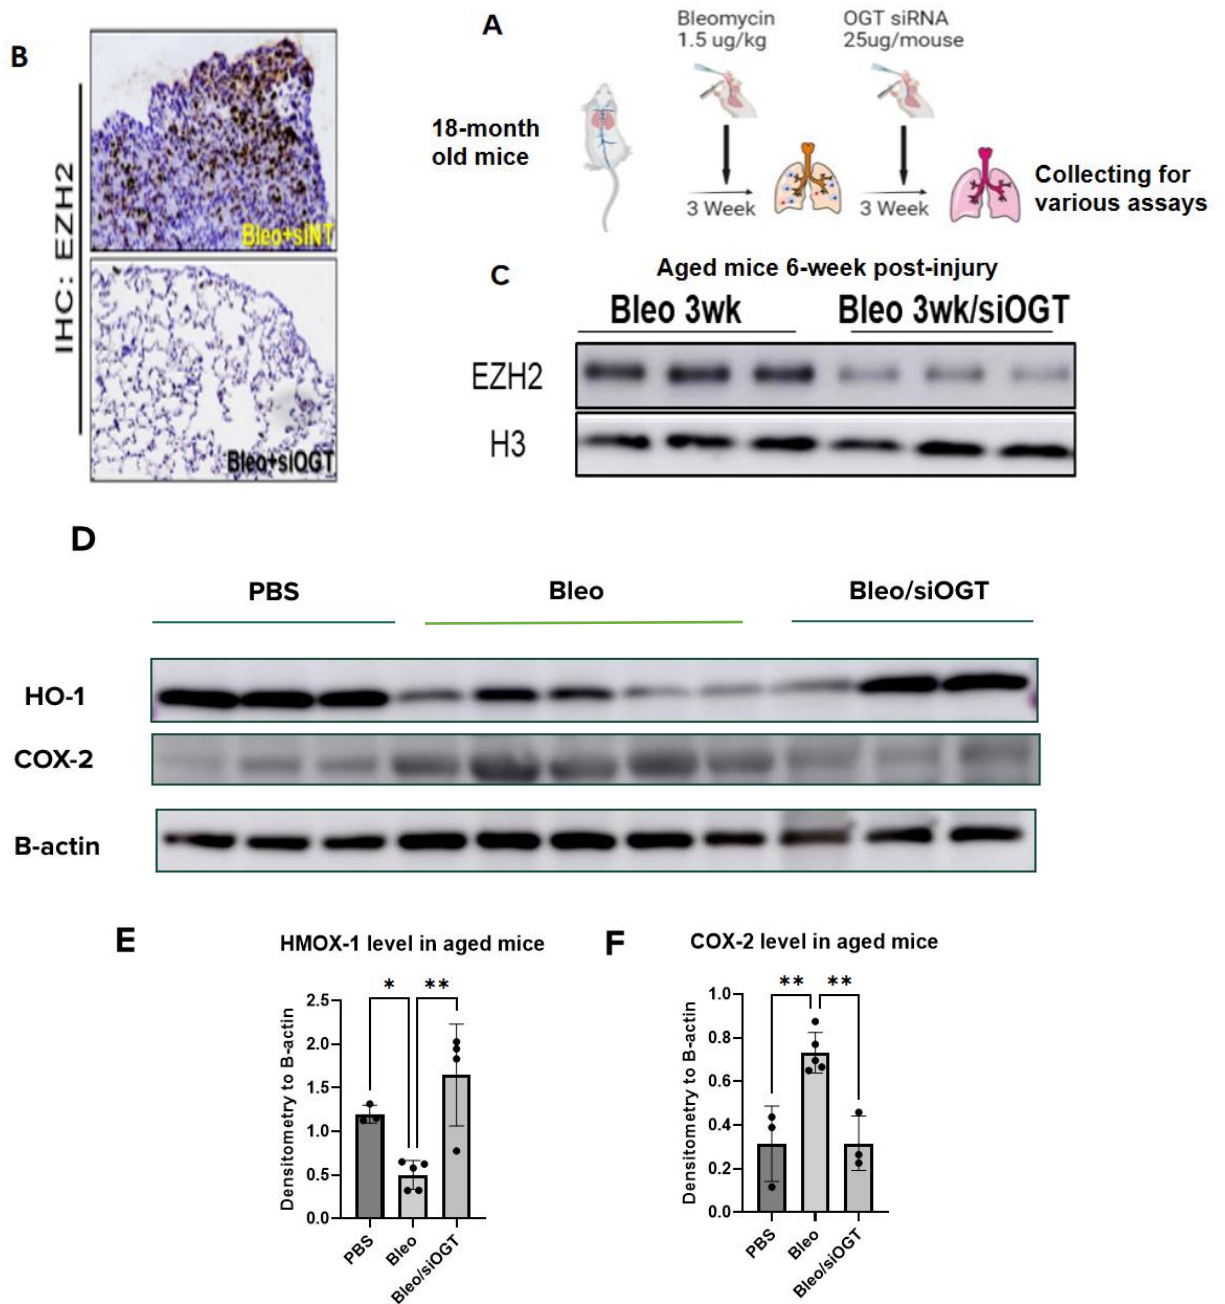 A
Bleomycin
1.5 ug/kg
OGT siRNA
25ug/mouse
18-month
old mice
3 Week
3 Week
Collecting for
various assays
B
IHC: EZH2
Bleo+siNT
Bleo+siOGT
C
Aged mice 6-week post-injury
Bleo 3wk
Bleo 3wk/siOGT
EZH2
H3
D
PBS
Bleo
Bleo/siOGT
HO-1
COX-2
B-actin
E
HMOX-1 level in aged mice
Densitometry to B-actin
2.5
2.0
1.5
1.0
0.5
0.0
*
**
PBS
Bleo
Bleo/siOGT
F
COX-2 level in aged mice
Densitometry to B-actin
1.0
0.8
0.6
0.4
0.2
0.0
**
**
PBS
Bleo
Bleo/siOGT